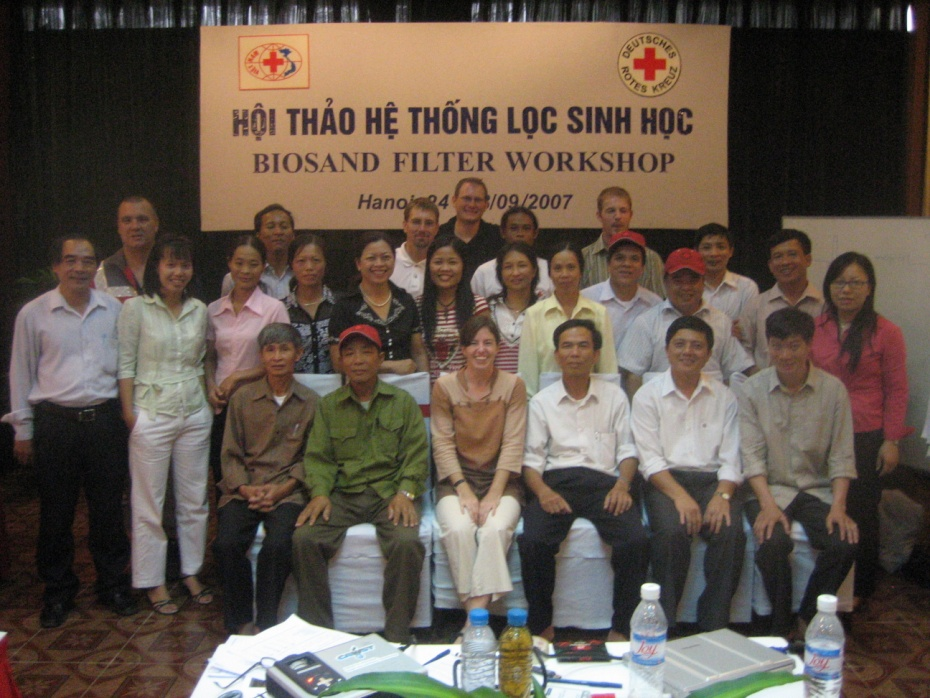 DEUTSCHES
ROTES KREUZ
HỘI THẢO HỆ THỐNG LỌC SINH HỌC
BIOSAND FILTER WORKSHOP
Hanoi 24 /09/2007
CAWST
Joy
Joy